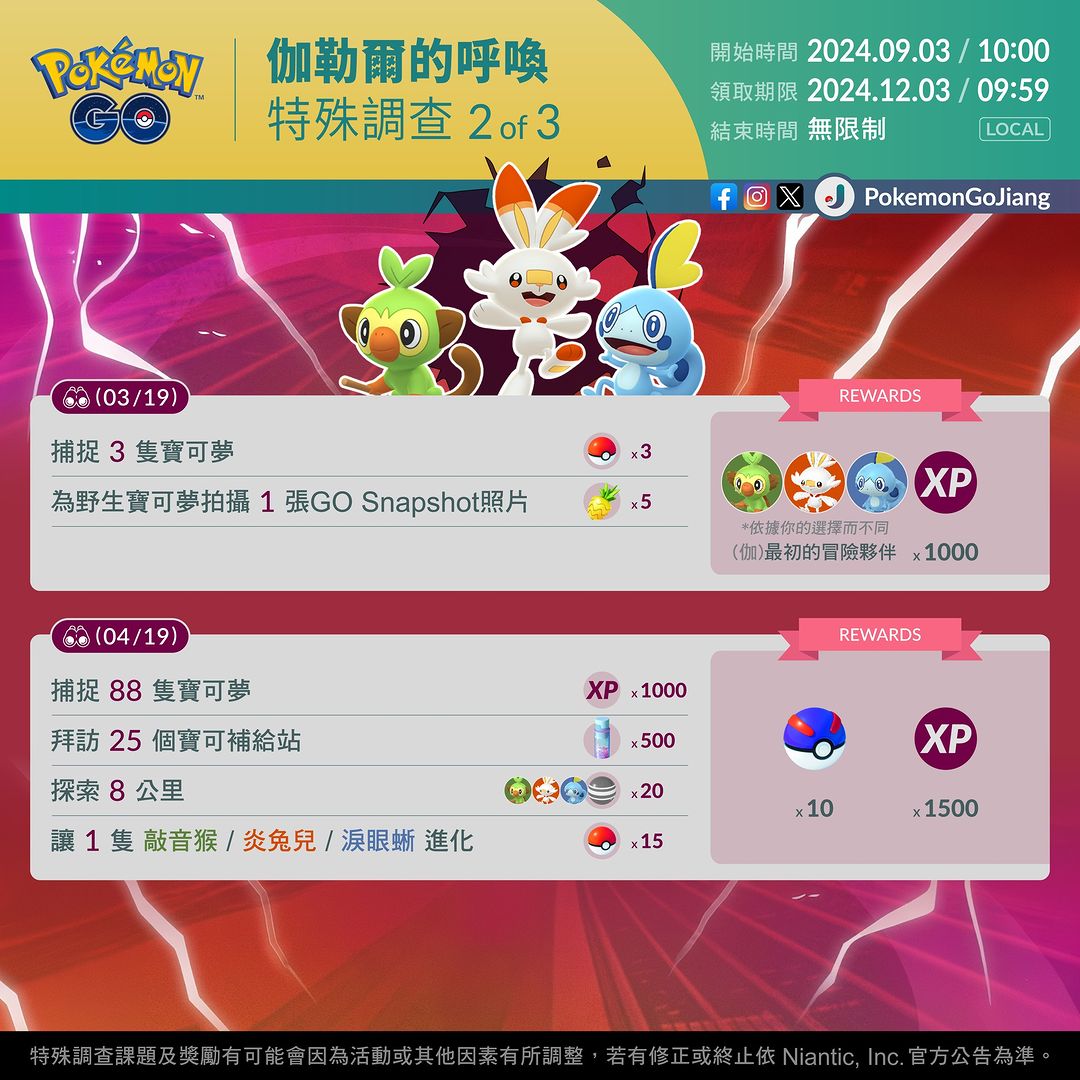 POKÉMON GO
TM
伽勒爾的呼喚
特殊調查 2 of 3
開始時間 2024.09.03 / 10:00
領取期限 2024.12.03 / 09:59
結束時間 無限制 LOCAL
PokemonGoJiang
(03/19)
捕捉 3 隻寶可夢 x3
為野生寶可夢拍攝 1 張GO Snapshot照片 x5
REWARDS
XP
*依據你的選擇而不同
(伽)最初的冒險夥伴 x1000
(04/19)
捕捉 88 隻寶可夢 XP x1000
拜訪 25 個寶可補給站 x500
探索 8 公里 x20
讓 1 隻 敲音猴 / 炎兔兒 / 淚眼蜥 進化 x15
REWARDS
XP
x10 x1500
特殊調查課題及獎勵有可能會因為活動或其他因素有所調整，若有修正或終止依 Niantic, Inc. 官方公告為準。